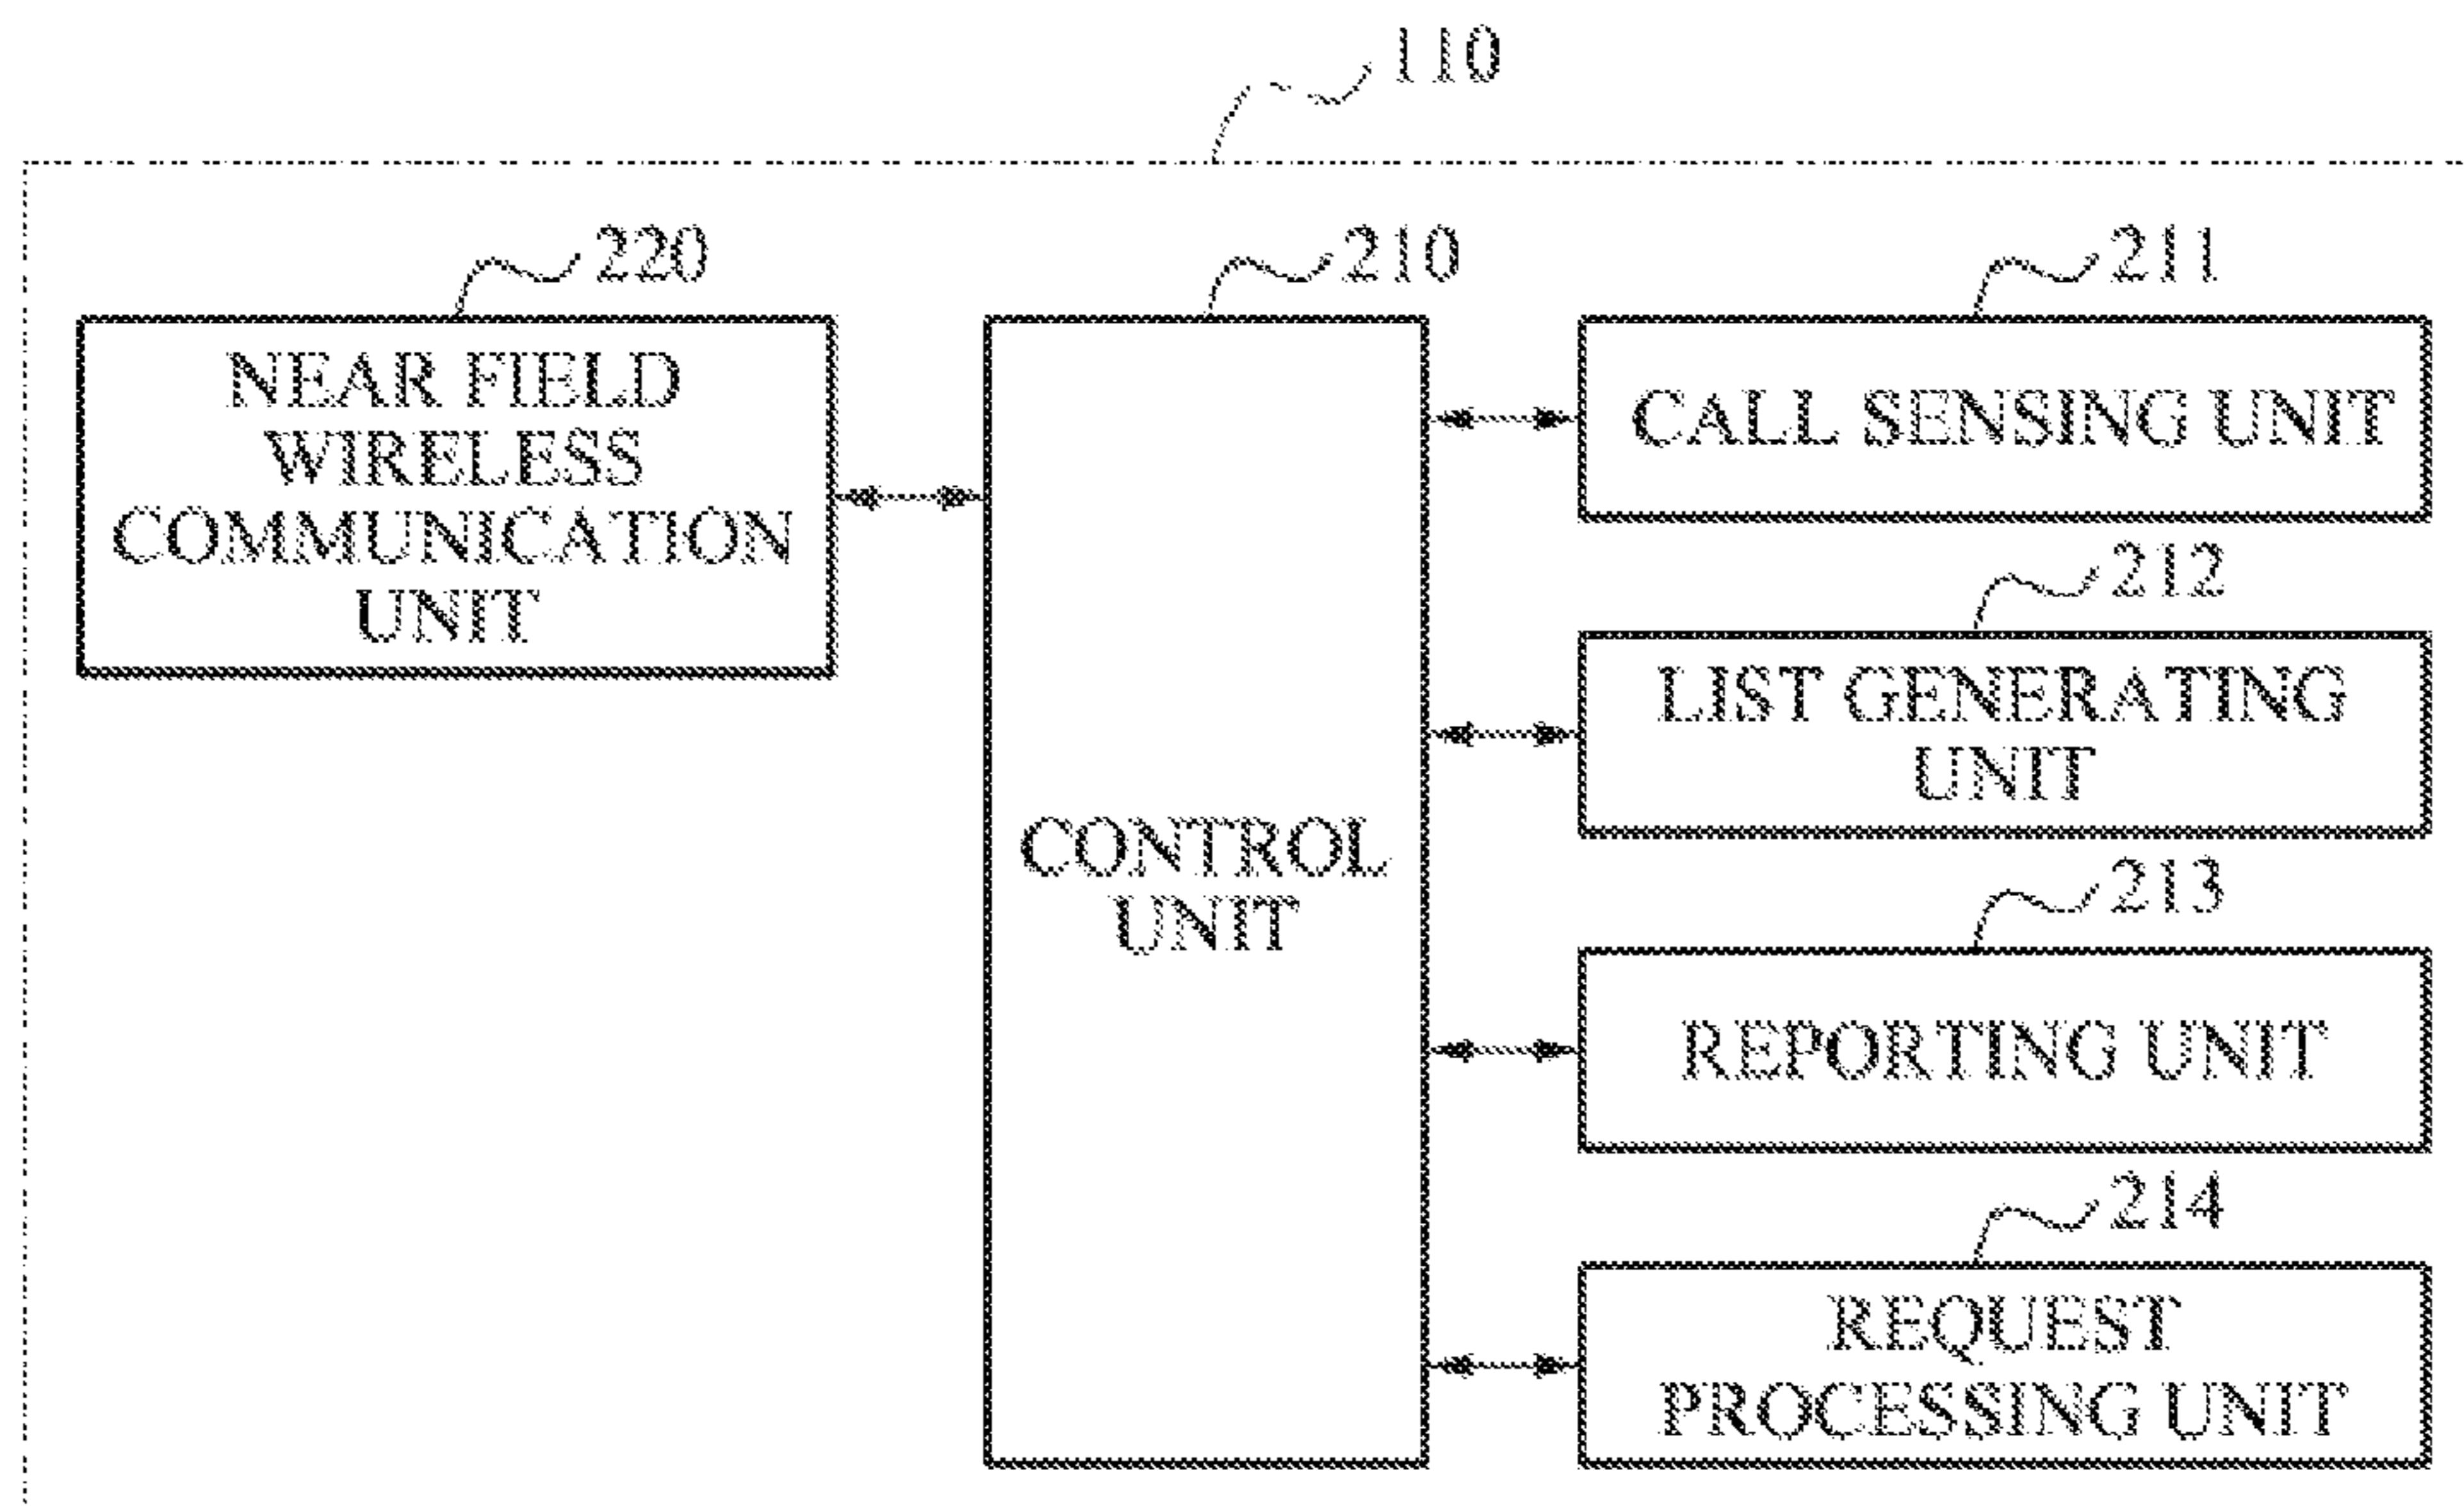 110
220
NEAR FIELD
WIRELESS
COMMUNICATION
UNIT
210
CONTROL
UNIT
211
CALL SENSING UNIT
212
LIST GENERATING
UNIT
213
REPORTING UNIT
214
REQUEST
PROCESSING UNIT